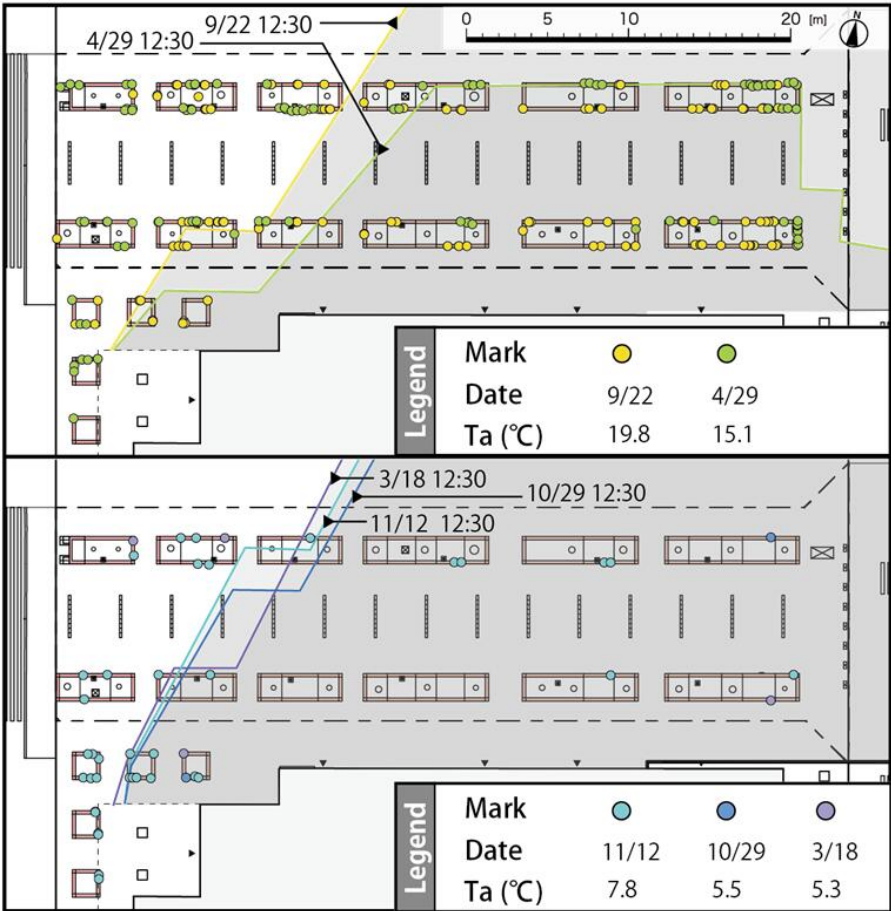 9/22 12:30
4/29 12:30
0 5 10 20 [m]
N
Legend
Mark
Date 9/22 4/29
Ta (℃) 19.8 15.1
3/18 12:30
10/29 12:30
11/12 12:30
Legend
Mark
Date 11/12 10/29 3/18
Ta (℃) 7.8 5.5 5.3